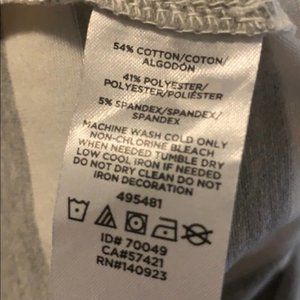 54% COTTON/COTON/
ALGODÓN
41% POLYESTER/
POLYESTER/POLIÉSTER
5% SPANDEX/SPANDEX/
SPANDEX
MACHINE WASH COLD ONLY
NON-CHLORINE BLEACH
WHEN NEEDED TUMBLE DRY
LOW COOL IRON IF NEEDED
DO NOT DRY CLEAN DO NOT
IRON DECORATION
495481
ID# 70049
CA#57421
RN#140923